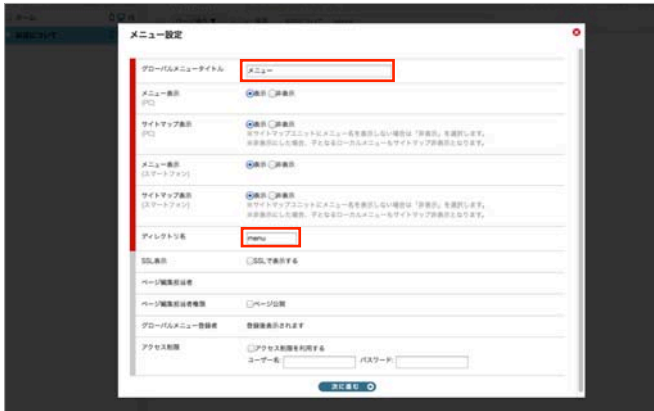 ホーム
お店について
メニュー設定
グローバルメニュータイトル
メニュー
メニュー表示
(PC)
表示 非表示
サイトマップ表示
(PC)
表示 非表示
※サイトマップユニットにメニュー名を表示しない場合は「非表示」を選択します。
※非表示にした場合、子となるローカルメニューもサイトマップ非表示となります。
メニュー表示
(スマートフォン)
表示 非表示
サイトマップ表示
(スマートフォン)
表示 非表示
※サイトマップユニットにメニュー名を表示しない場合は「非表示」を選択します。
※非表示にした場合、子となるローカルメニューもサイトマップ非表示となります。
ディレクトリ名
menu
SSL表示
SSLで表示する
ページ編集担当者
ページ編集担当者権限
ページ公開
グローバルメニュー登録者
登録後表示されます
アクセス制限
アクセス制限を利用する
ユーザー名: パスワード:
次に進む